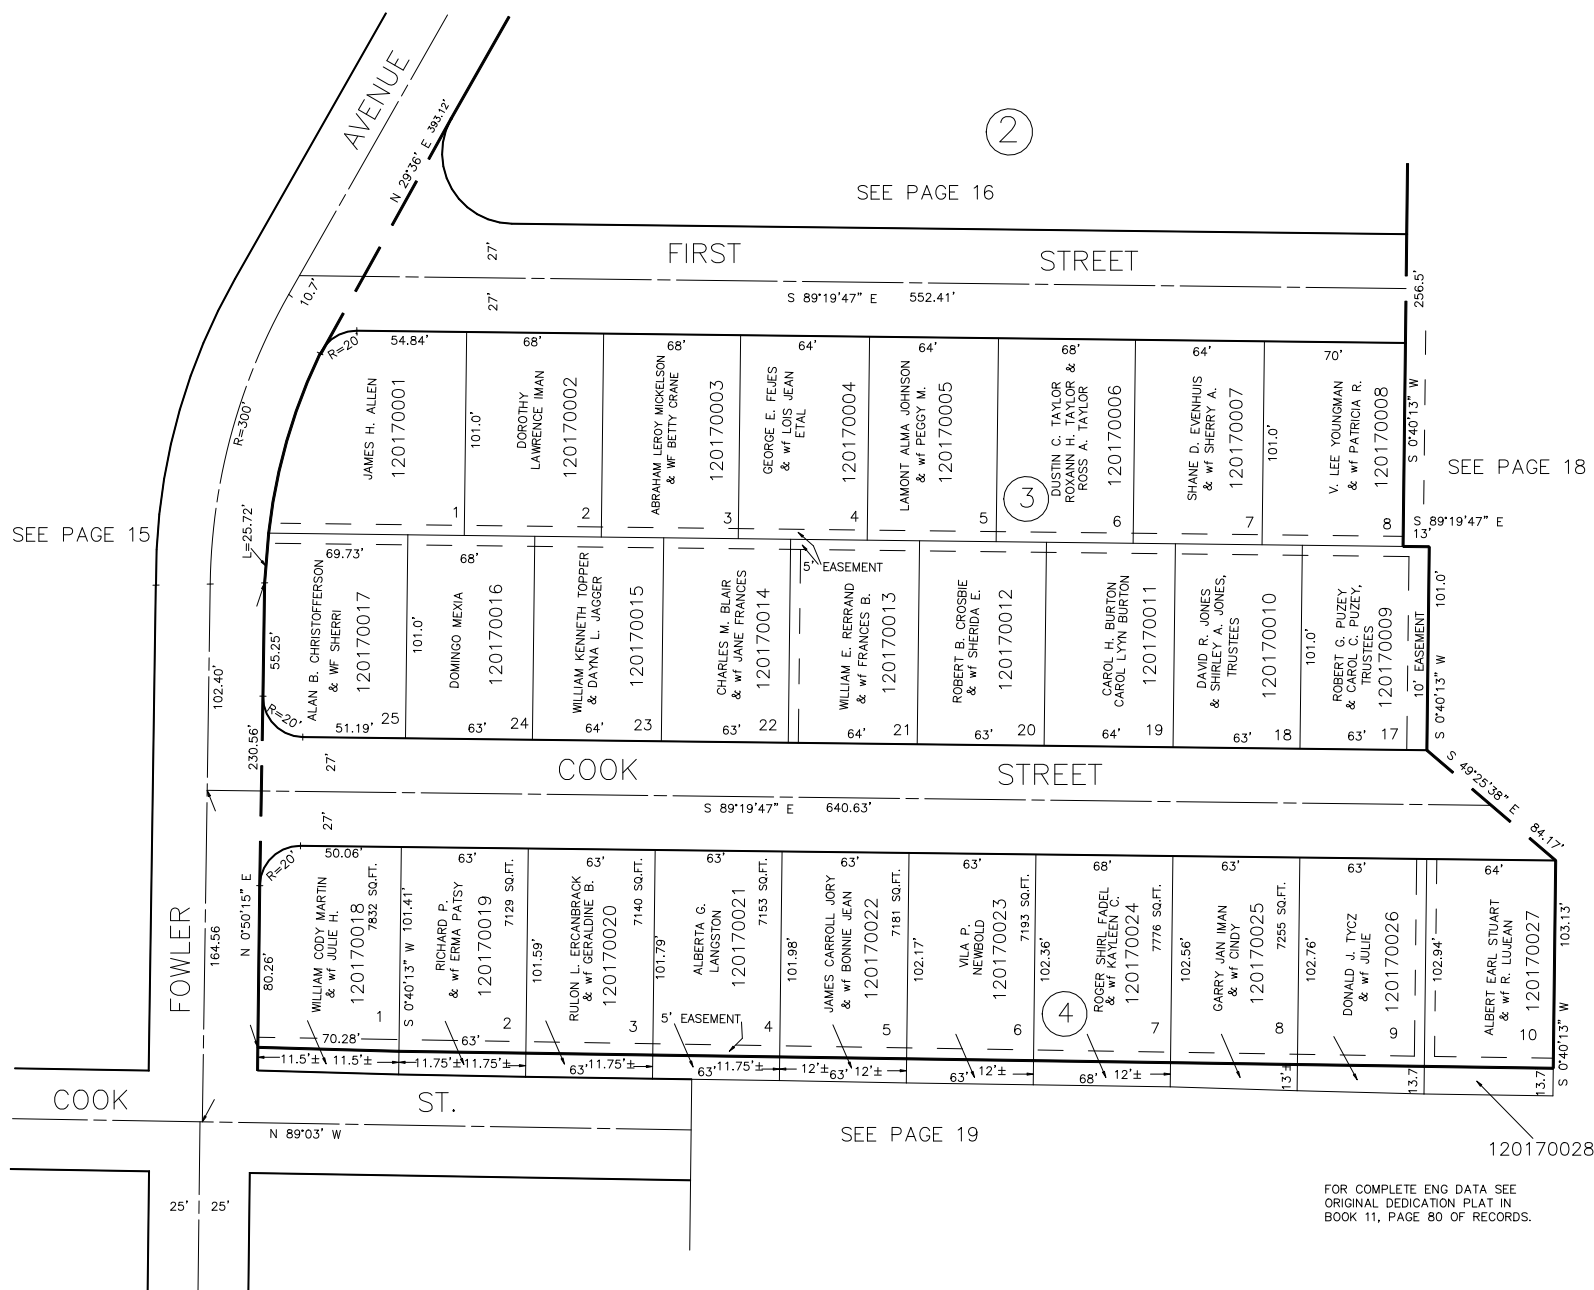 AVENUE
N 29°36' E 393.12'
2
SEE PAGE 16
27'
FIRST
STREET
27'
S 89°19'47" E 552.41'
256.5'
10.7'
R=20'
R=300'
54.84'
68'
68'
64'
64'
68'
64'
70'
JAMES H. ALLEN
120170001
1
101.0'
DOROTHY
LAWRENCE IMAN
120170002
2
ABRAHAM LEROY MICKELSON
& WF BETTY CRANE
120170003
3
GEORGE E. FEJES
& wf LOIS JEAN
ETAL
120170004
4
LAMONT ALMA JOHNSON
& wf PEGGY M.
120170005
5
3
DUSTIN C. TAYLOR
ROXANN H. TAYLOR &
ROSS A. TAYLOR
120170006
6
SHANE D. EVENHUIS
& wf SHERRY A.
120170007
7
101.0'
V. LEE YOUNGMAN
& wf PATRICIA R.
120170008
8
S 0°40'13" W
SEE PAGE 18
S 89°19'47" E
13'
SEE PAGE 15
L=25.72'
5' EASEMENT
69.73'
68'
ALAN B. CHRISTOFFERSON
& WF SHERRI
120170017
25
51.19'
55.25'
R=20'
101.0'
DOMINGO MEXIA
120170016
24
63'
WILLIAM KENNETH TOPPER
& DAYNA L. JAGGER
120170015
23
64'
CHARLES M. BLAIR
& wf JANE FRANCES
120170014
22
63'
WILLIAM E. RERRAND
& wf FRANCES B.
120170013
21
64'
ROBERT B. CROSBIE
& wf SHERIDA E.
120170012
20
63'
CAROL H. BURTON
CAROL LYYN BURTON
120170011
19
64'
DAVID R. JONES
& SHIRLEY A. JONES,
TRUSTEES
120170010
18
63'
101.0'
ROBERT G. PUZEY
& CAROL C. PUZEY,
TRUSTEES
120170009
17
63'
10' EASEMENT
101.0'
S 0°40'13" W
102.40'
230.56'
27'
COOK
STREET
S 89°19'47" E 640.63'
27'
S 49°25'38" E
84.17'
FOWLER
164.56
N 0°50'15" E
80.26'
R=20'
50.06'
63'
63'
63'
63'
63'
68'
63'
63'
64'
WILLIAM CODY MARTIN
& wf JULIE H.
120170018
7832 SQ.FT.
1
70.28'
S 0°40'13" W 101.41'
RICHARD P.
& wf ERMA PATSY
120170019
7129 SQ.FT.
2
63'
101.59'
RULON L. ERCANBRACK
& wf GERALDINE B.
120170020
7140 SQ.FT.
3
101.79'
ALBERTA G.
LANGSTON
120170021
7153 SQ.FT.
5' EASEMENT
4
101.98'
JAMES CARROLL JORY
& wf BONNIE JEAN
120170022
7181 SQ.FT.
5
102.17'
VILA P.
NEWBOLD
120170023
7193 SQ.FT.
6
102.36'
4
ROGER SHIRL FADEL
& wf KAYLEEN C.
120170024
7776 SQ.FT.
7
102.56'
GARRY JAN IMAN
& wf CINDY
120170025
7255 SQ.FT.
8
102.76'
DONALD J. TYCZ
& wf JULIE
120170026
9
102.94'
ALBERT EARL STUART
& wf R. LUJEAN
120170027
10
103.13'
S 0°40'13" W
11.5'± 11.5'± 11.75'± 11.75'± 63' 11.75'± 63' 11.75'± 12'± 63' 12'± 63' 12'± 68' 12'± 13'± 13.7 13.7
COOK
ST.
N 89°03' W
SEE PAGE 19
120170028
25' 25'
FOR COMPLETE ENG DATA SEE
ORIGINAL DEDICATION PLAT IN
BOOK 11, PAGE 80 OF RECORDS.